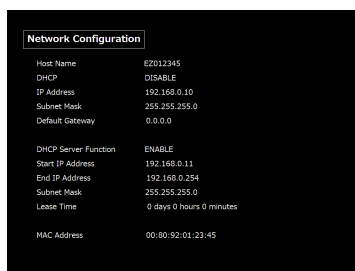 Network Configuration
Host Name EZ012345
DHCP DISABLE
IP Address 192.168.0.10
Subnet Mask 255.255.255.0
Default Gateway 0.0.0.0
DHCP Server Function ENABLE
Start IP Address 192.168.0.11
End IP Address 192.168.0.254
Subnet Mask 255.255.255.0
Lease Time 0 days 0 hours 0 minutes
MAC Address 00:80:92:01:23:45